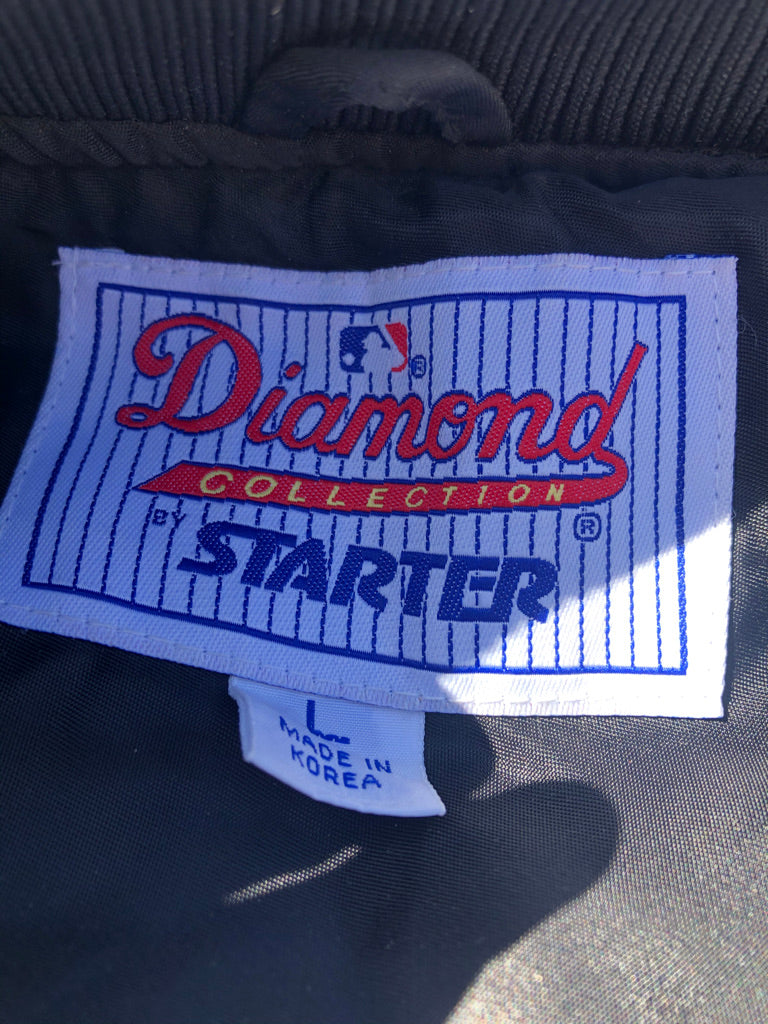 Diamond ®
COLLECTION
BY STARTER ®
L
MADE IN
KOREA